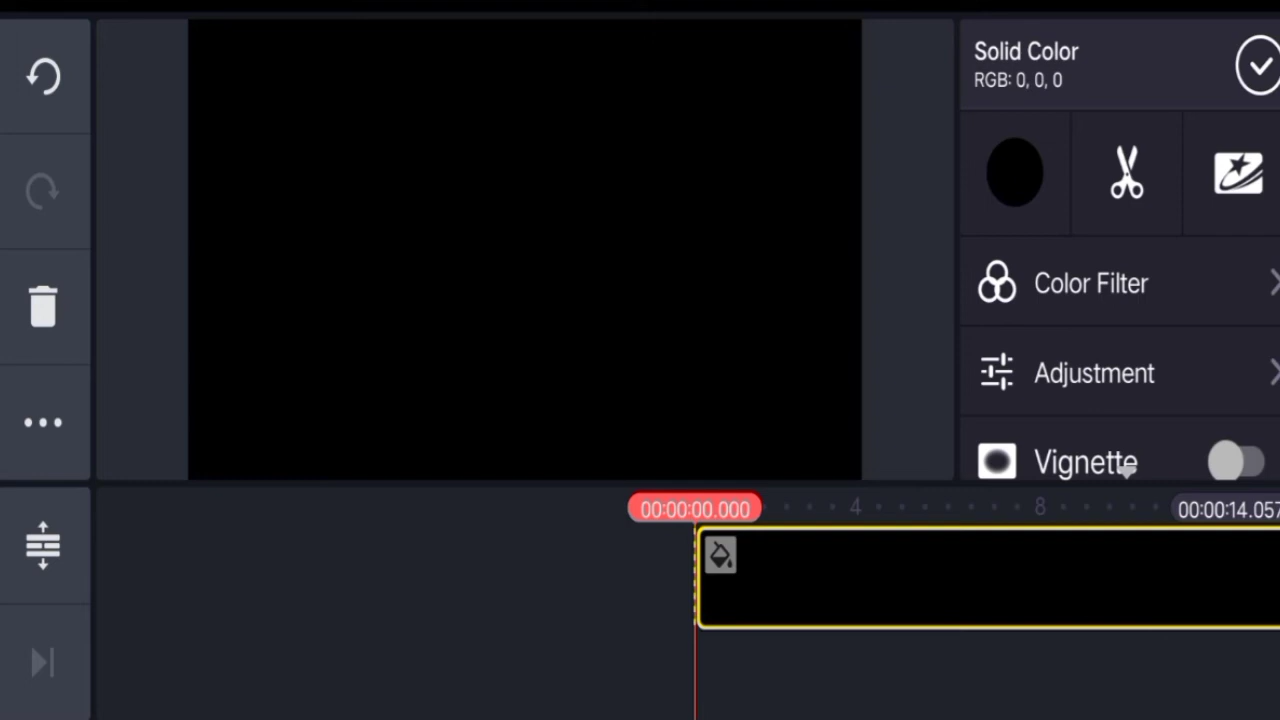 Solid Color
RGB: 0, 0, 0
Color Filter
Adjustment
Vignette
00:00:00.000
4
8
00:00:14.057